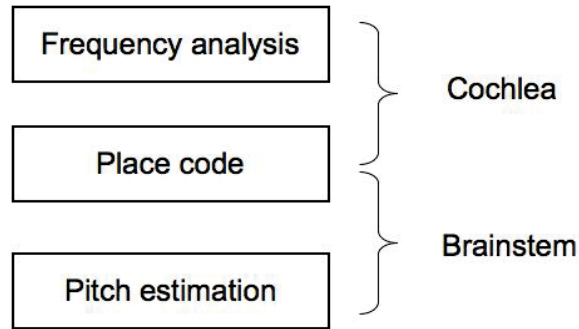 Frequency analysis
Cochlea
Place code
Brainstem
Pitch estimation